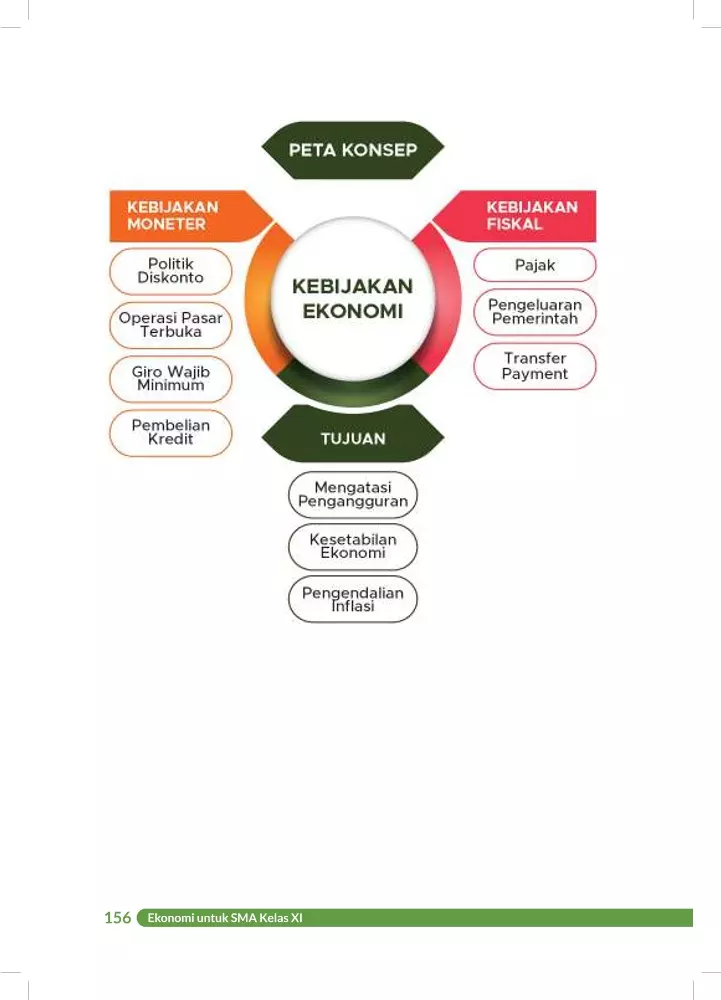 PETA KONSEP
KEBIJAKAN
MONETER
Politik
Diskonto
Operasi Pasar
Terbuka
Giro Wajib
Minimum
Pembelian
Kredit
KEBIJAKAN
EKONOMI
KEBIJAKAN
FISKAL
Pajak
Pengeluaran
Pemerintah
Transfer
Payment
TUJUAN
Mengatasi
Pengangguran
Kesetabilan
Ekonomi
Pengendalian
Inflasi
156 Ekonomi untuk SMA Kelas XI